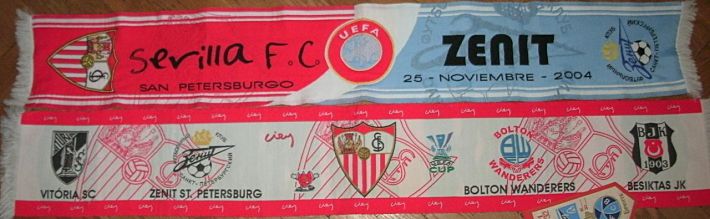 Sevilla F.C.
UEFA
ZENIT
SAN PETERSBURGO
25 - NOVIEMBRE - 2004
VITÓRIA SC
ZENIT ST. PETERSBURG
CUP
BOLTON
WANDERERS
BOLTON WANDERERS
BJK
1903
BESIKTAS JK